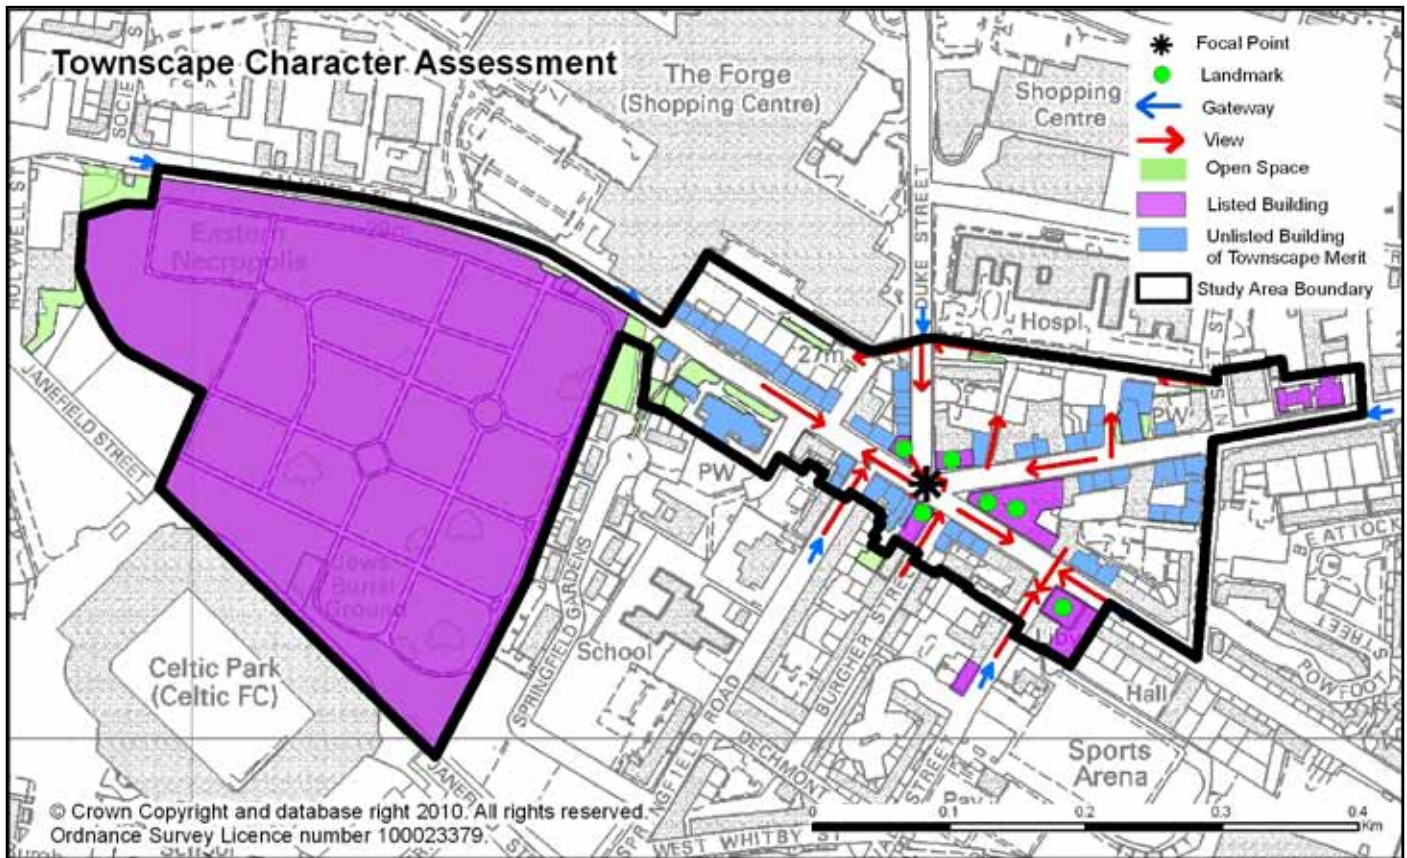 Townscape Character Assessment
The Forge
(Shopping Centre)
Shopping
Centre
Focal Point
Landmark
Gateway
View
Open Space
Listed Building
Unlisted Building
of Townscape Merit
Study Area Boundary
HOLYWELL ST
DUKE STREET
Eastern
Necropolis
Hospl
27m
PW
JANEFIELD STREET
PW
Jews
Burial
Ground
Celtic Park
(Celtic FC)
SPRINGFIELD GARDENS
School
ROAD
BURGHER STREE
DECHMONT
STREET
Hall
Sports
Arena
BEATTOCK
STREET
POWFOOT
WEST WHITBY ST
© Crown Copyright and database right 2010. All rights reserved.
Ordnance Survey Licence number 100023379.
0 0.1 0.2 0.3 0.4
Km